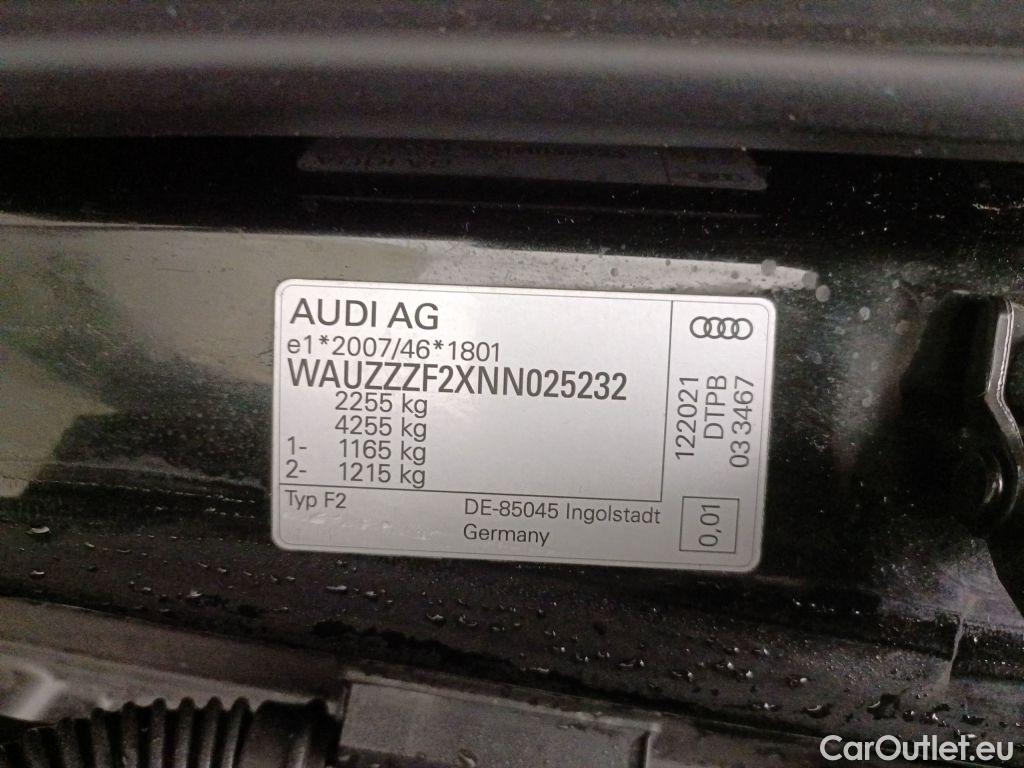 AUDI AG
e1*2007/46*1801
WAUZZZF2XNN025232
2255 kg
4255 kg
1- 1165 kg
2- 1215 kg
Typ F2
DE-85045 Ingolstadt
Germany
122021
DTPB
03 3467
0,01
CarOutlet.eu